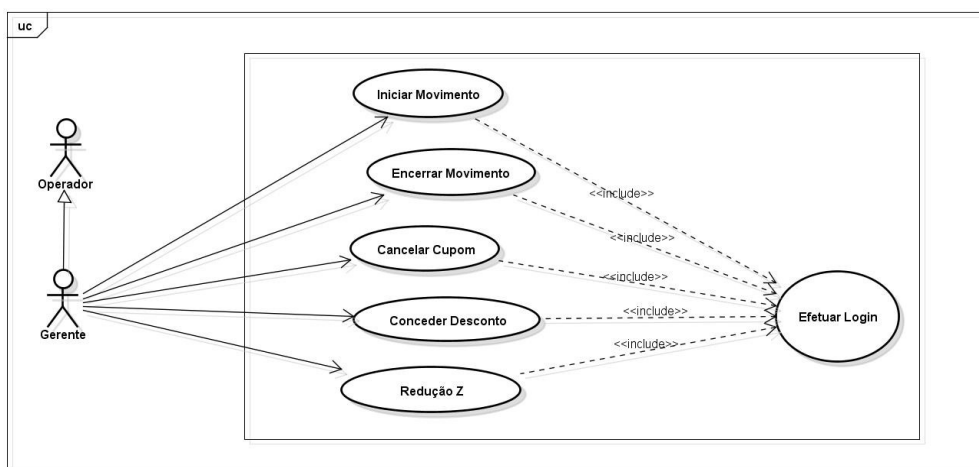 uc
Iniciar Movimento
Operador
Encerrar Movimento
<<include>>
<<include>>
Cancelar Cupom
<<include>>
Gerente
Conceder Desconto
<<include>>
Efetuar Login
<<include>>
Redução Z